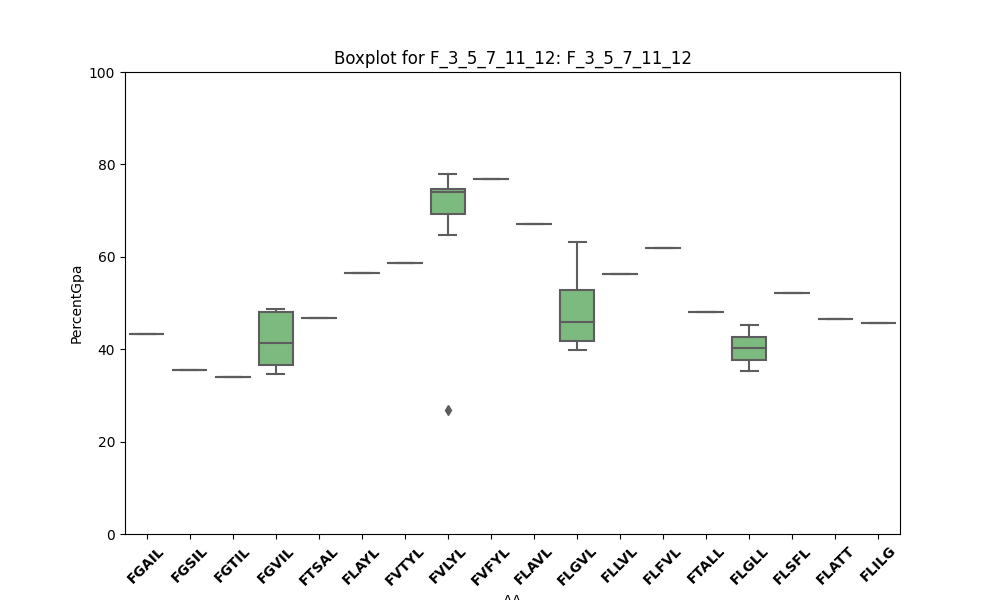 Boxplot for F_3_5_7_11_12: F_3_5_7_11_12
PercentGpa
100
80
60
40
20
0
FGAIL FGSIL FGTIL FGVIL FTSAL FLAYL FVTYL FVLYL FVFYL FLAVL FLGVL FLLVL FLFVL FTALL FLGLL FLSFL FLATT FLILG
AA